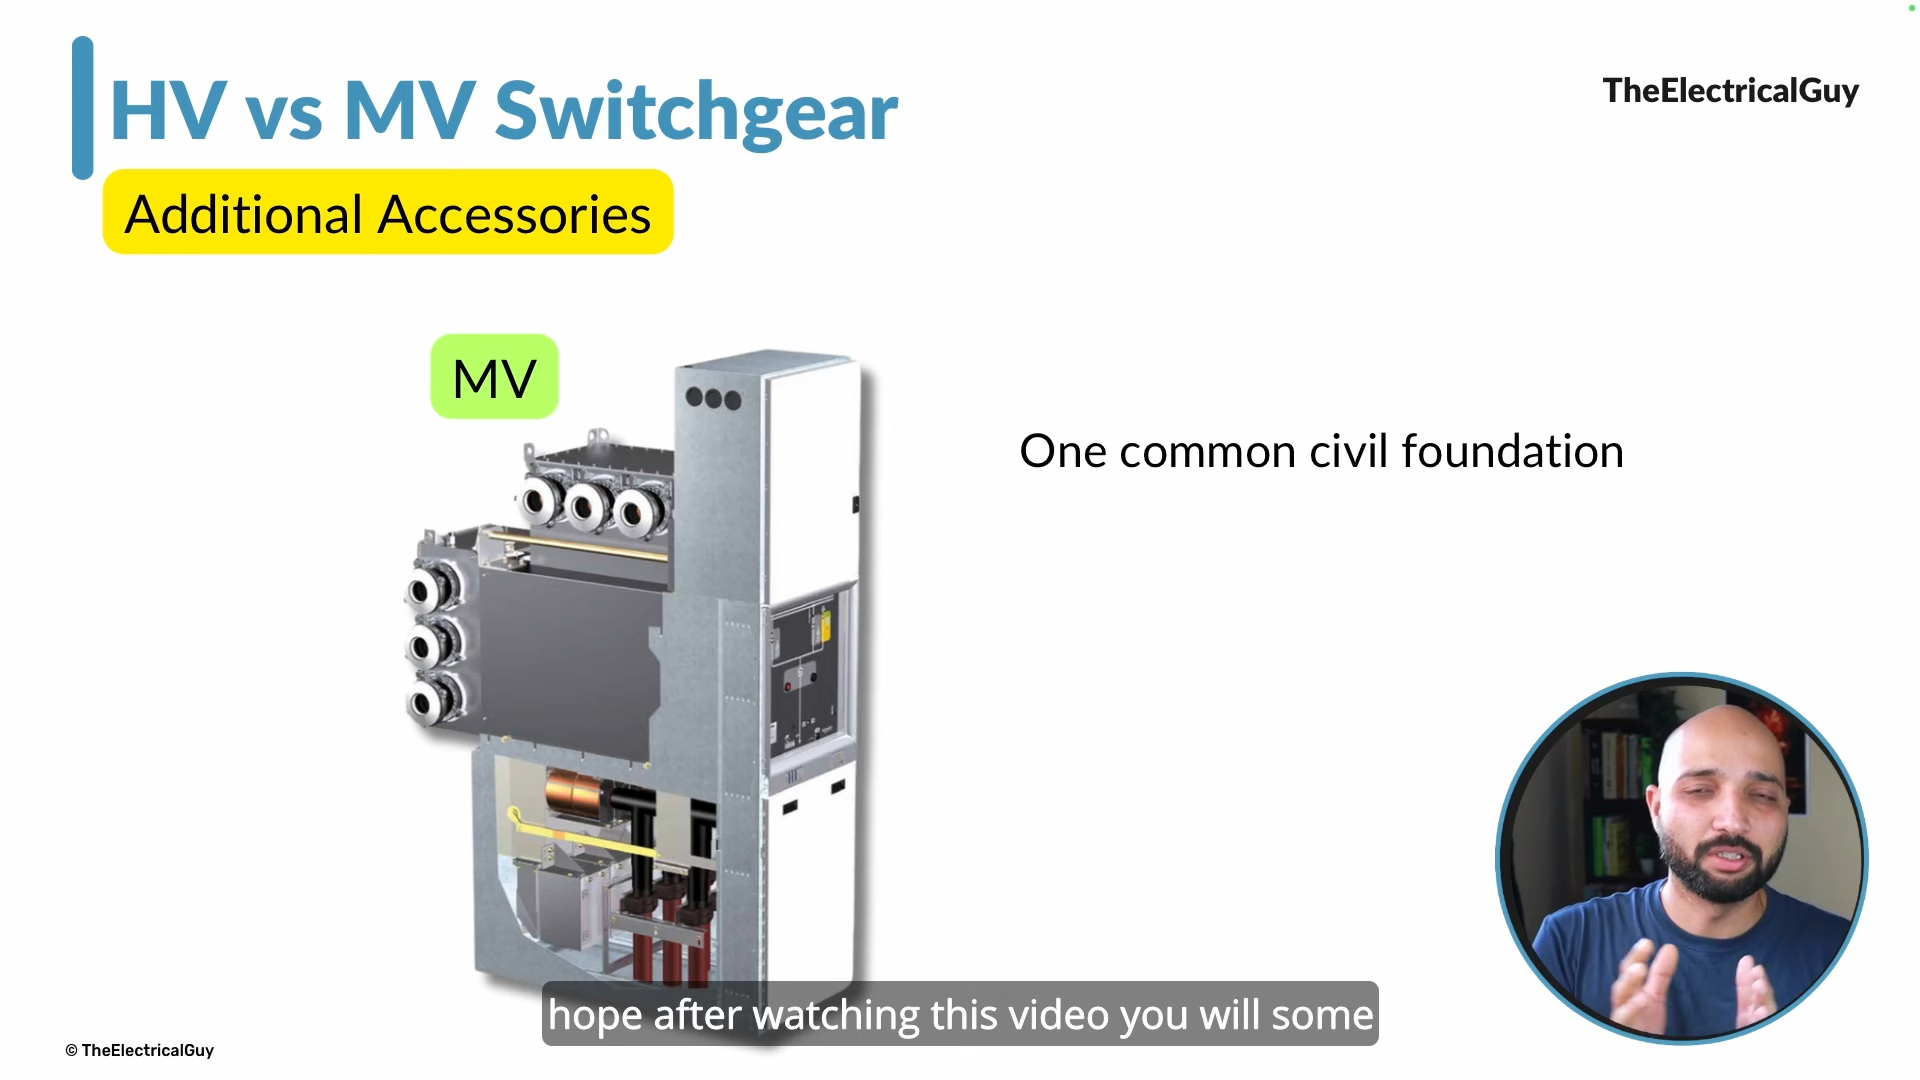 HV vs MV Switchgear
TheElectricalGuy
Additional Accessories
MV
One common civil foundation
hope after watching this video you will some
© TheElectricalGuy